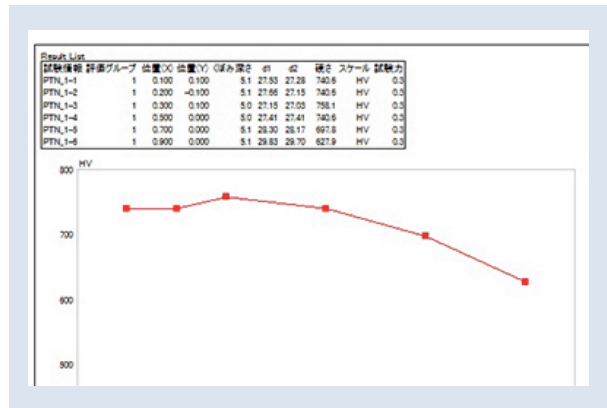 Result List
試験情報 評価グループ 位置(X) 位置(Y) くぼみ深さ d1 d2 硬さ スケール 試験力
PTN_1-1 1 0.100 0.100 5.1 27.53 27.28 740.6 HV 0.3
PTN_1-2 1 0.200 -0.100 5.1 27.66 27.15 740.6 HV 0.3
PTN_1-3 1 0.300 0.100 5.0 27.15 27.03 758.1 HV 0.3
PTN_1-4 1 0.500 0.000 5.0 27.41 27.41 740.6 HV 0.3
PTN_1-5 1 0.700 0.000 5.1 28.30 28.17 697.8 HV 0.3
PTN_1-6 1 0.900 0.000 5.1 29.83 29.70 627.9 HV 0.3
HV
800
700
600
500